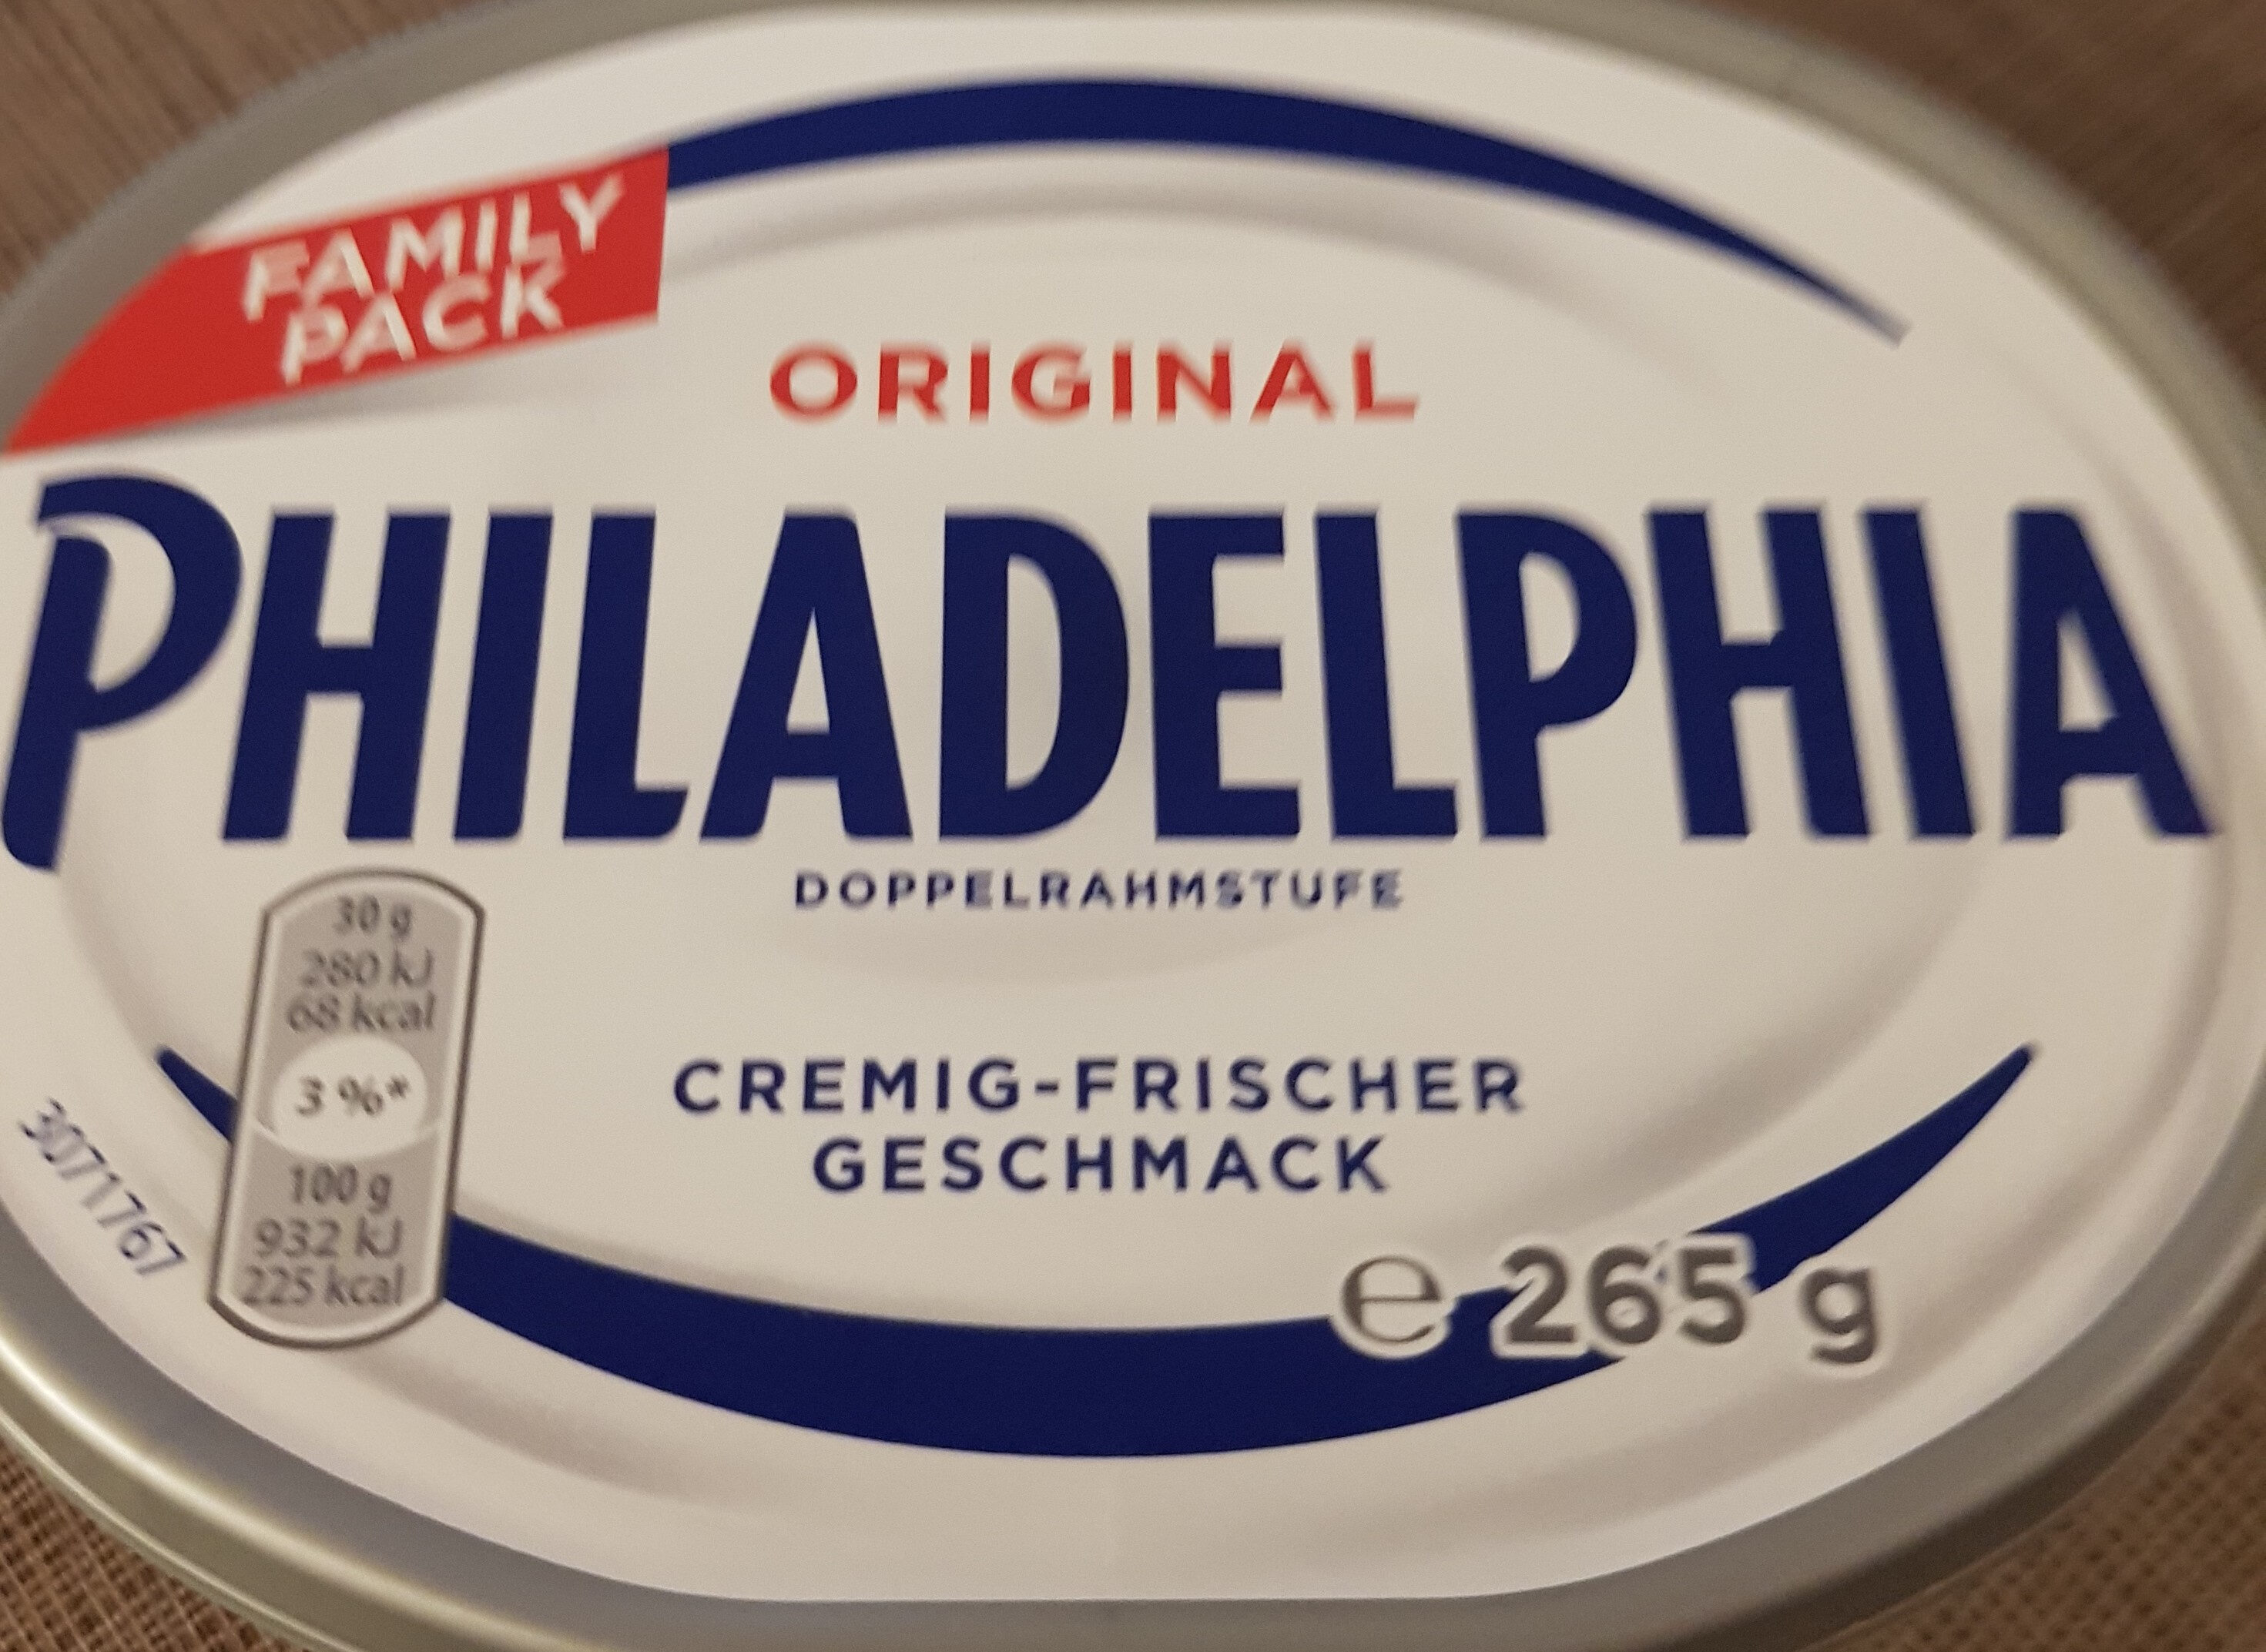 FAMILY
PACK
ORIGINAL
PHILADELPHIA
DOPPELRAHMSTUFE
30 g
280 kJ
68 kcal
3 %*
100 g
932 kJ
225 kcal
CREMIG-FRISCHER
GESCHMACK
3071767
e 265 g